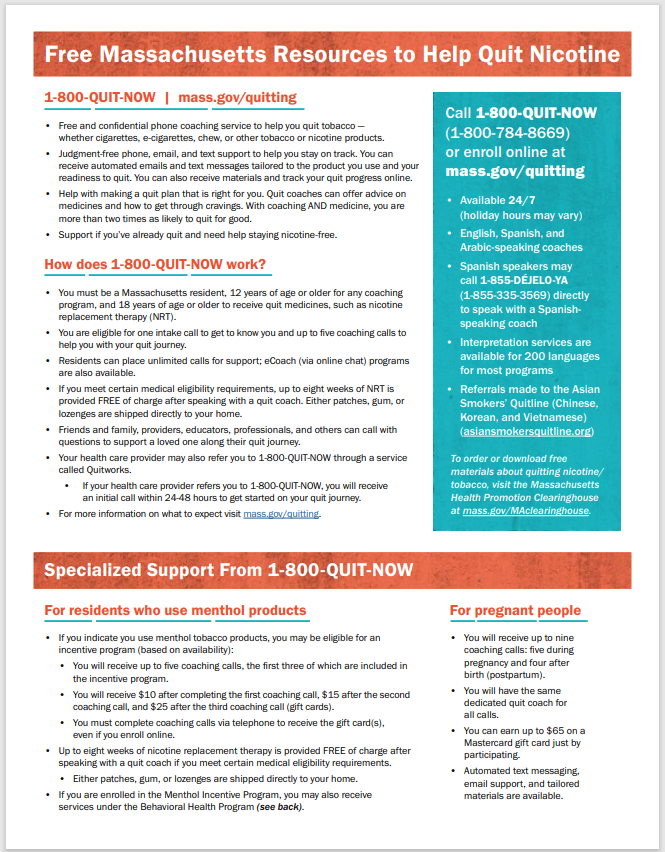 Free Massachusetts Resources to Help Quit Nicotine
1-800-QUIT-NOW | mass.gov/quitting
• Free and confidential phone coaching service to help you quit tobacco —
whether cigarettes, e-cigarettes, chew, or other tobacco or nicotine products.
• Judgment-free phone, email, and text support to help you stay on track. You can
receive automated emails and text messages tailored to the product you use and your
readiness to quit. You can also receive materials and track your quit progress online.
• Help with making a quit plan that is right for you. Quit coaches can offer advice on
medicines and how to get through cravings. With coaching AND medicine, you are
more than two times as likely to quit for good.
• Support if you've already quit and need help staying nicotine-free.
How does 1-800-QUIT-NOW work?
• You must be a Massachusetts resident, 12 years of age or older for any coaching
program, and 18 years of age or older to receive quit medicines, such as nicotine
replacement therapy (NRT).
• You are eligible for one intake call to get to know you and up to five coaching calls to
help you with your quit journey.
• Residents can place unlimited calls for support; eCoach (via online chat) programs
are also available.
• If you meet certain medical eligibility requirements, up to eight weeks of NRT is
provided FREE of charge after speaking with a quit coach. Either patches, gum, or
lozenges are shipped directly to your home.
• Friends and family, providers, educators, professionals, and others can call with
questions to support a loved one along their quit journey.
• Your health care provider may also refer you to 1-800-QUIT-NOW through a service
called Quitworks.
• If your health care provider refers you to 1-800-QUIT-NOW, you will receive
an initial call within 24-48 hours to get started on your quit journey.
• For more information on what to expect visit mass.gov/quitting.
Call 1-800-QUIT-NOW
(1-800-784-8669)
or enroll online at
mass.gov/quitting
• Available 24/7
(holiday hours may vary)
• English, Spanish, and
Arabic-speaking coaches
• Spanish speakers may
call 1-855-DÉJELO-YA
(1-855-335-3569) directly
to speak with a Spanish-
speaking coach
• Interpretation services are
available for 200 languages
for most programs
• Referrals made to the Asian
Smokers' Quitline (Chinese,
Korean, and Vietnamese)
(asiansmokersquitline.org)
To order or download free
materials about quitting nicotine/
tobacco, visit the Massachusetts
Health Promotion Clearinghouse
at mass.gov/MAclearinghouse.
Specialized Support From 1-800-QUIT-NOW
For residents who use menthol products
• If you indicate you use menthol tobacco products, you may be eligible for an
incentive program (based on availability):
• You will receive up to five coaching calls, the first three of which are included in
the incentive program.
• You will receive $10 after completing the first coaching call, $15 after the second
coaching call, and $25 after the third coaching call (gift cards).
• You must complete coaching calls via telephone to receive the gift card(s),
even if you enroll online.
• Up to eight weeks of nicotine replacement therapy is provided FREE of charge after
speaking with a quit coach if you meet certain medical eligibility requirements.
• Either patches, gum, or lozenges are shipped directly to your home.
• If you are enrolled in the Menthol Incentive Program, you may also receive
services under the Behavioral Health Program (see back).
For pregnant people
• You will receive up to nine
coaching calls: five during
pregnancy and four after
birth (postpartum).
• You will have the same
dedicated quit coach for
all calls.
• You can earn up to $65 on a
Mastercard gift card just by
participating.
• Automated text messaging,
email support, and tailored
materials are available.